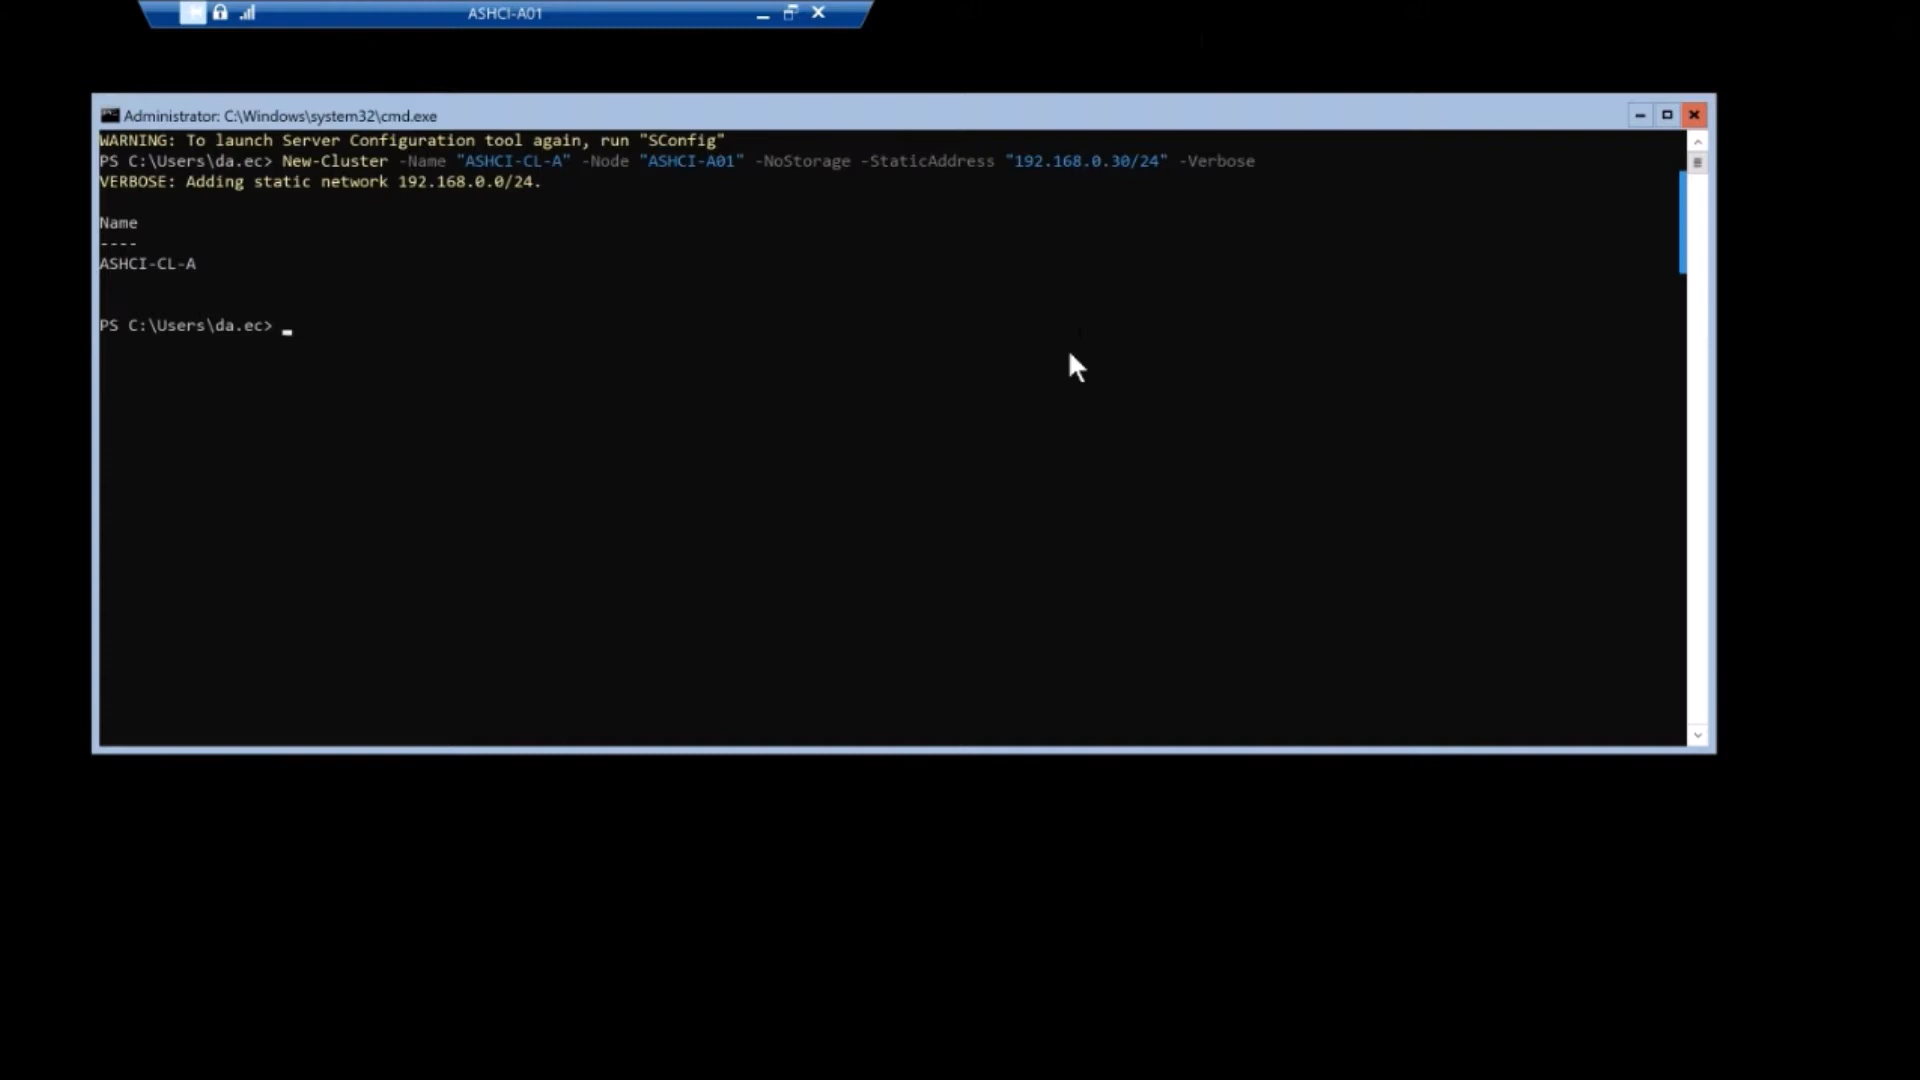 ASHCI-A01
Administrator: C:\Windows\system32\cmd.exe
WARNING: To launch Server Configuration tool again, run "SConfig"
PS C:\Users\da.ec> New-Cluster -Name "ASHCI-CL-A" -Node "ASHCI-A01" -NoStorage -StaticAddress "192.168.0.30/24" -Verbose
VERBOSE: Adding static network 192.168.0.0/24.
Name
----
ASHCI-CL-A
PS C:\Users\da.ec>